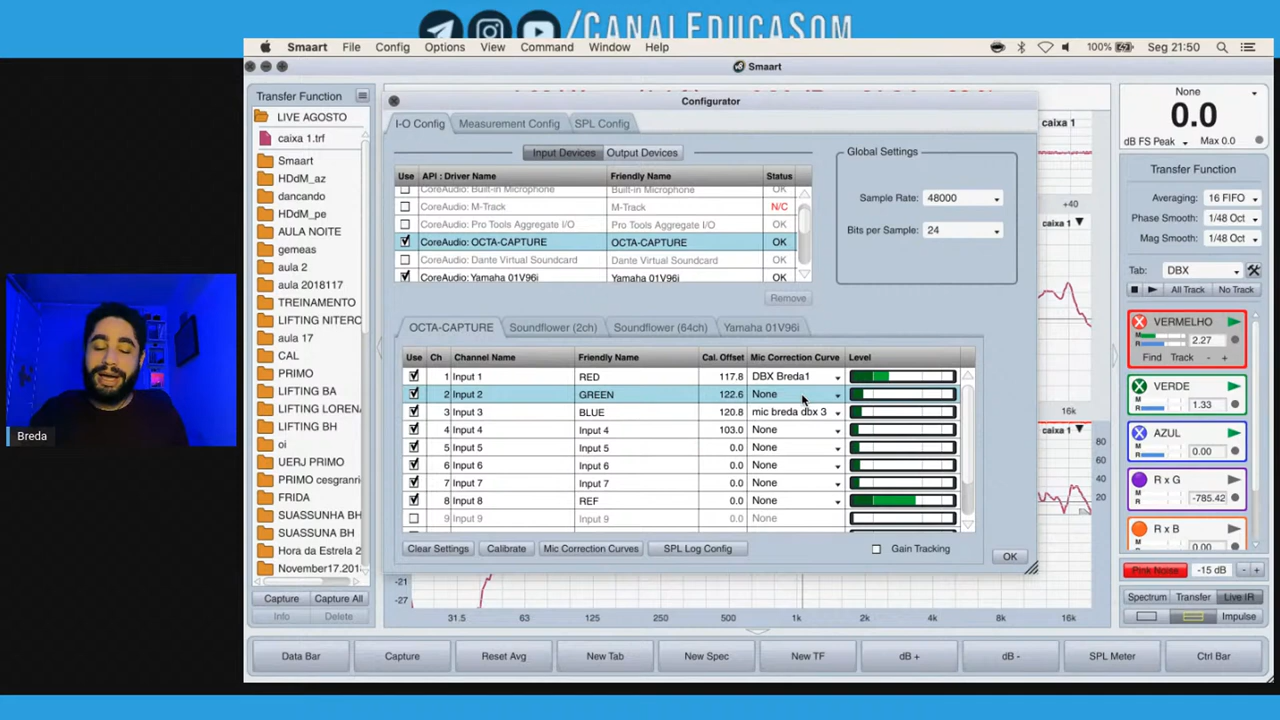 /CanalEducaSom
Smaart File Config Options View Command Window Help 100% Seg 21:50
Smaart
Transfer Function
LIVE AGOSTO
caixa 1.trf
Smaart
HDdM_az
dancando
HDdM_pe
AULA NOITE
gemeas
aula 2
aula 2018117
TREINAMENTO
LIFTING NITERO
aula 17
CAL
PRIMO
LIFTING BA
LIFTING LOREN
LIFTING BH
oi
UERJ PRIMO
PRIMO cesgranri
FRIDA
SUASSUNHA BH
SUASSUNA BH
Hora da Estrela 2
November17.201
Capture Capture All
Info Delete
Configurator
I-O Config Measurement Config SPL Config
Input Devices Output Devices
Use API : Driver Name Friendly Name Status
CoreAudio: Built-in Microphone Built-in Microphone OK
CoreAudio: M-Track M-Track N/C
CoreAudio: Pro Tools Aggregate I/O Pro Tools Aggregate I/O OK
CoreAudio: OCTA-CAPTURE OCTA-CAPTURE OK
CoreAudio: Dante Virtual Soundcard Dante Virtual Soundcard OK
CoreAudio: Yamaha 01V96i Yamaha 01V96i OK
Remove
Global Settings
Sample Rate: 48000
Bits per Sample: 24
OCTA-CAPTURE Soundflower (2ch) Soundflower (64ch) Yamaha 01V96i
Use Ch Channel Name Friendly Name Cal. Offset Mic Correction Curve Level
1 Input 1 RED 117.8 DBX Breda1
2 Input 2 GREEN 122.6 None
3 Input 3 BLUE 120.8 mic breda dbx 3
4 Input 4 Input 4 103.0 None
5 Input 5 Input 5 0.0 None
6 Input 6 Input 6 0.0 None
7 Input 7 Input 7 0.0 None
8 Input 8 REF 0.0 None
9 Input 9 Input 9 0.0 None
Clear Settings Calibrate Mic Correction Curves SPL Log Config Gain Tracking OK
caixa 1
+40
caixa 1
16k
caixa 1
80
60
40
20
-21
-27
31.5 63 125 250 500 1k 2k 4k 8k 16k
None
0.0
dB FS Peak Max 0.0
Transfer Function
Averaging: 16 FIFO
Phase Smooth: 1/48 Oct
Mag Smooth: 1/48 Oct
Tab: DBX
All Track No Track
VERMELHO
M
R
2.27
Find Track - +
VERDE
M
R
1.33
AZUL
M
R
0.00
R x G
M
R
-785.42
R x B
M
R
0.00
Pink Noise -15 dB - +
Spectrum Transfer Live IR
Impulse
Data Bar Capture Reset Avg New Tab New Spec New TF dB + dB - SPL Meter Ctrl Bar
Breda